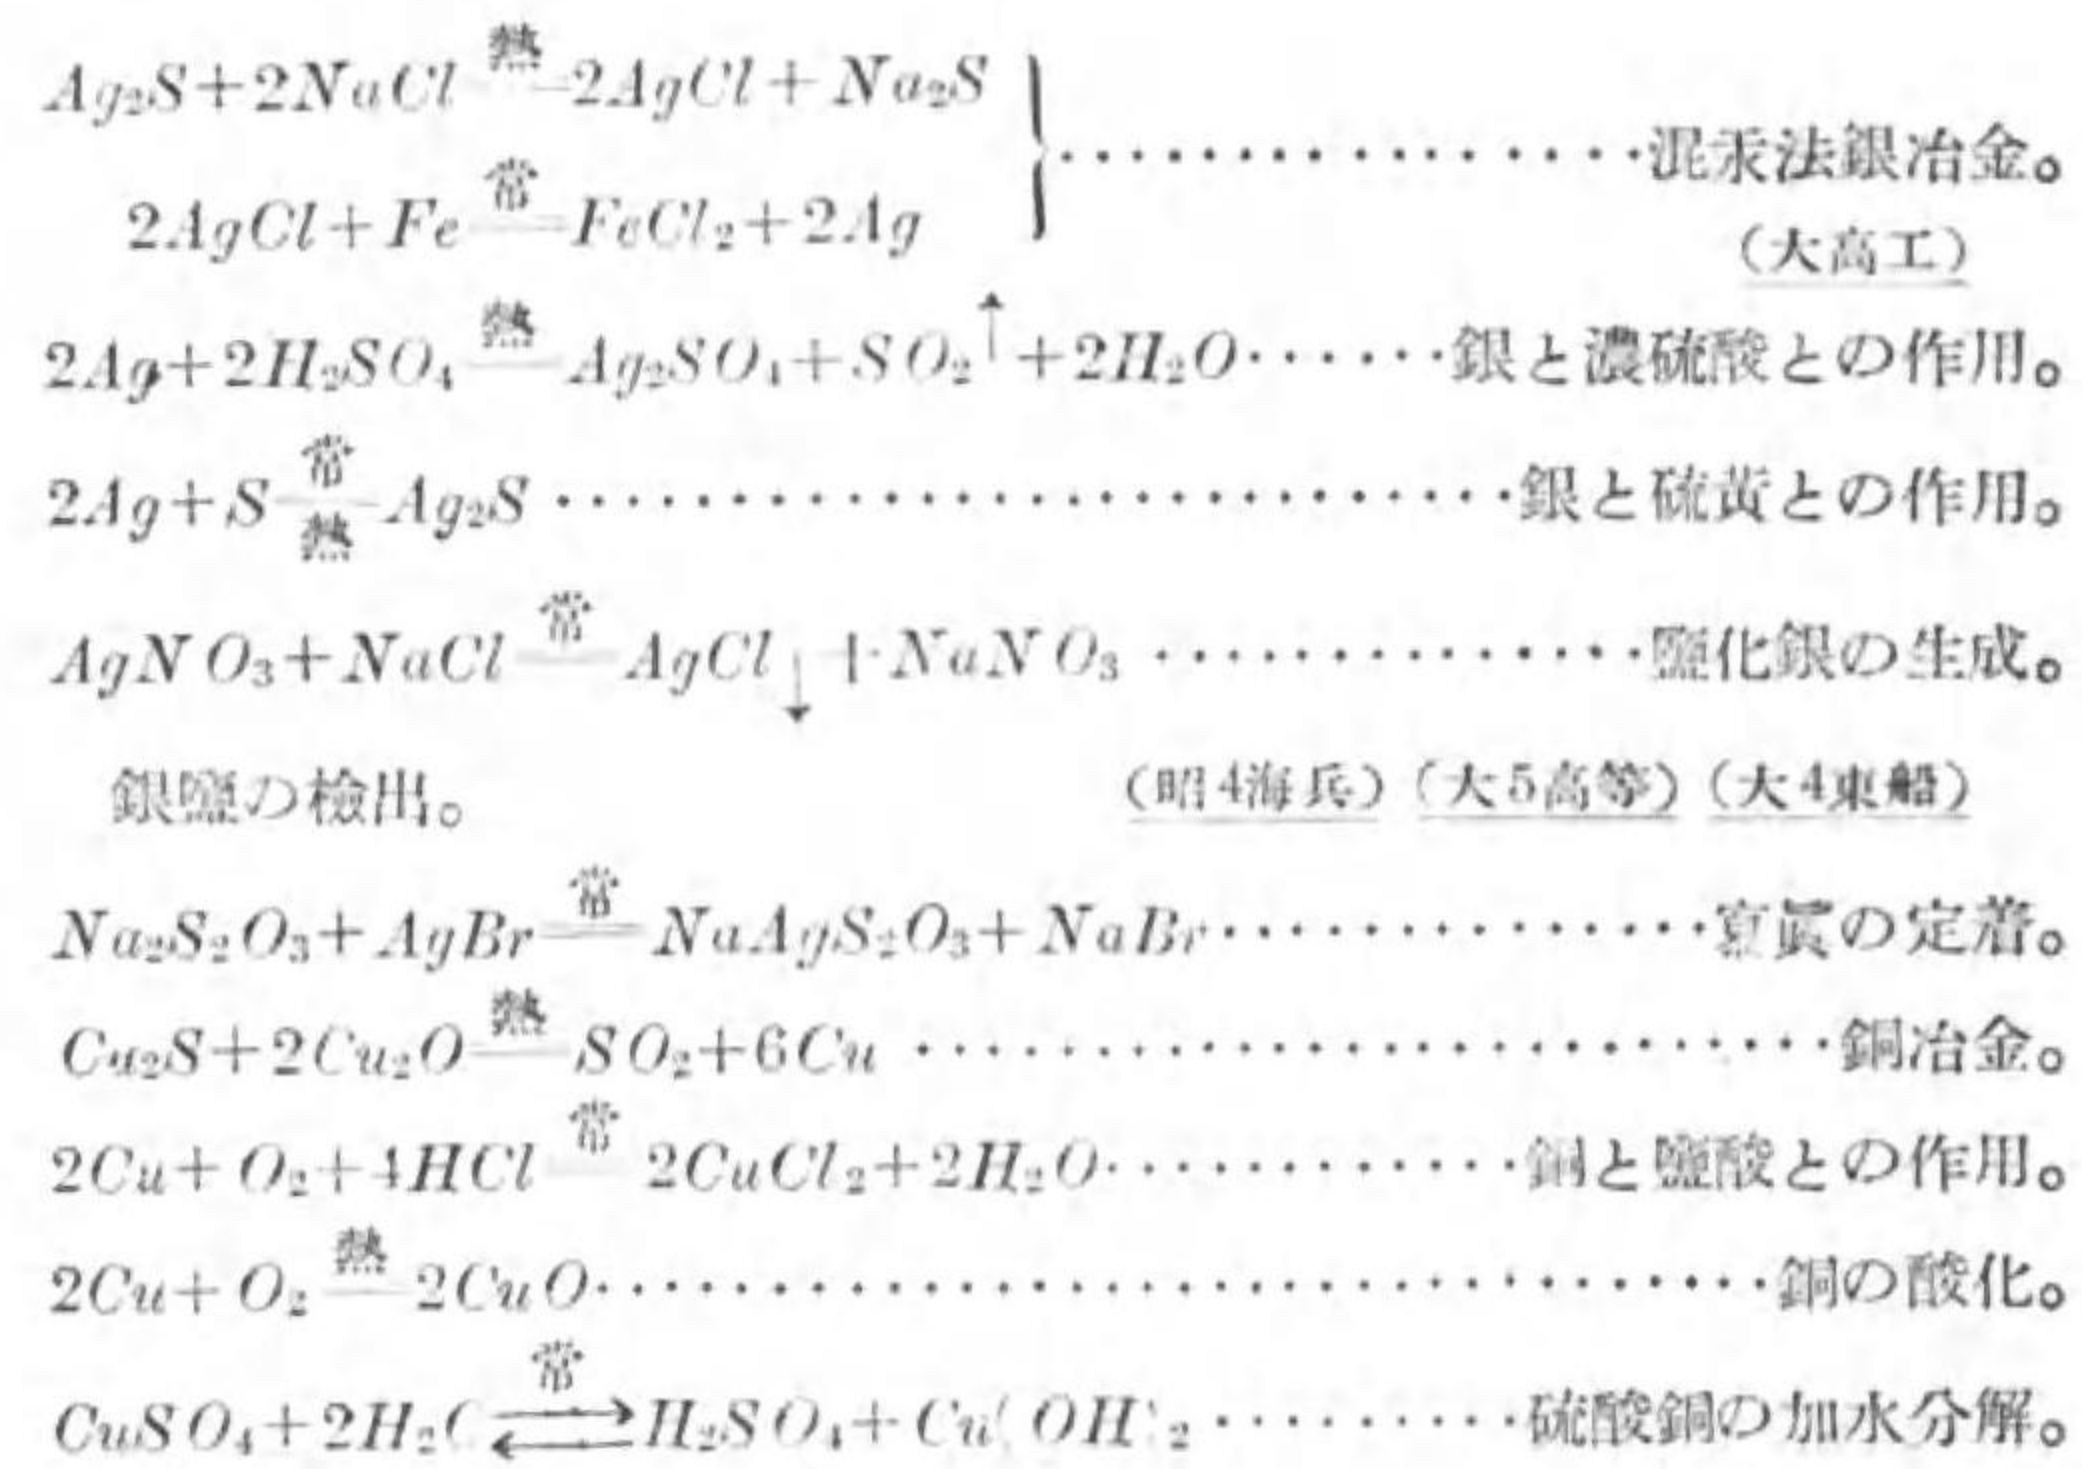 Ag₂S+2NaCl 熱= 2AgCl+Na₂S
2AgCl+Fe 常= FeCl₂+2Ag ……………… 混汞法銀冶金。
(大高工)
2Ag+2H₂SO₄ 熱= Ag₂SO₄+SO₂↑+2H₂O……銀と濃硫酸との作用。
2Ag+S 常=熱 Ag₂S …………………………銀と硫黄との作用。
AgNO₃+NaCl 常= AgCl↓+NaNO₃ ……………鹽化銀の生成。
銀鹽の檢出。 (昭4海兵) (大5高等) (大4東船)
Na₂S₂O₃+AgBr 常= NaAgS₂O₃+NaBr……………寫眞の定着。
Cu₂S+2Cu₂O 熱= SO₂+6Cu …………………………銅冶金。
2Cu+O₂+4HCl 常= 2CuCl₂+2H₂O…………銅と鹽酸との作用。
2Cu+O₂ 熱= 2CuO………………………………銅の酸化。
CuSO₄+2H₂O 常⇄ H₂SO₄+Cu(OH)₂ ………硫酸銅の加水分解。